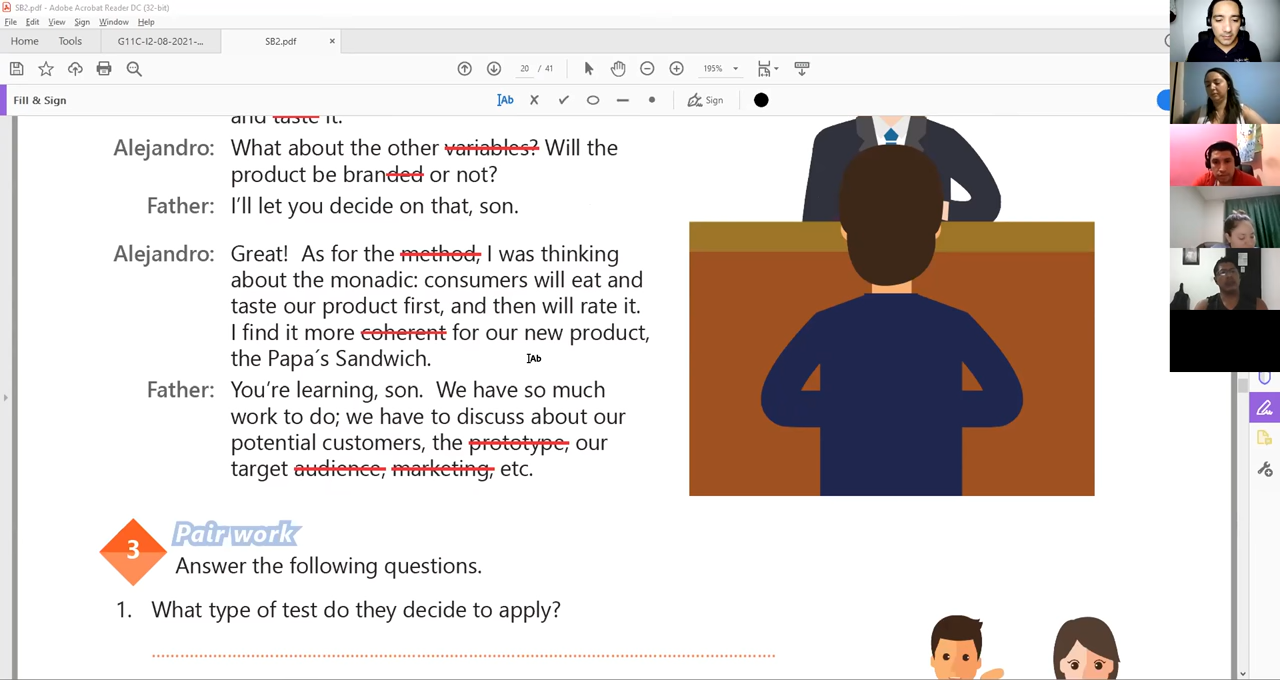 SB2.pdf - Adobe Acrobat Reader DC (32-bit)
File Edit View Sign Window Help
Home Tools G11C-I2-08-2021-... SB2.pdf ×
20 / 41 195%
Fill & Sign
Ab Sign
and taste it.
Alejandro: What about the other variables? Will the
product be branded or not?
Father: I'll let you decide on that, son.
Alejandro: Great! As for the method, I was thinking
about the monadic: consumers will eat and
taste our product first, and then will rate it.
I find it more coherent for our new product,
the Papa´s Sandwich.
Ab
Father: You're learning, son. We have so much
work to do; we have to discuss about our
potential customers, the prototype, our
target audience, marketing, etc.
3 Pair work
Answer the following questions.
1. What type of test do they decide to apply?